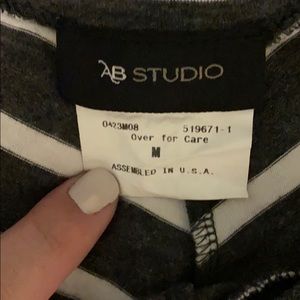 AB STUDIO
0423M08 519671-1
Over for Care
M
ASSEMBLED IN U.S.A.